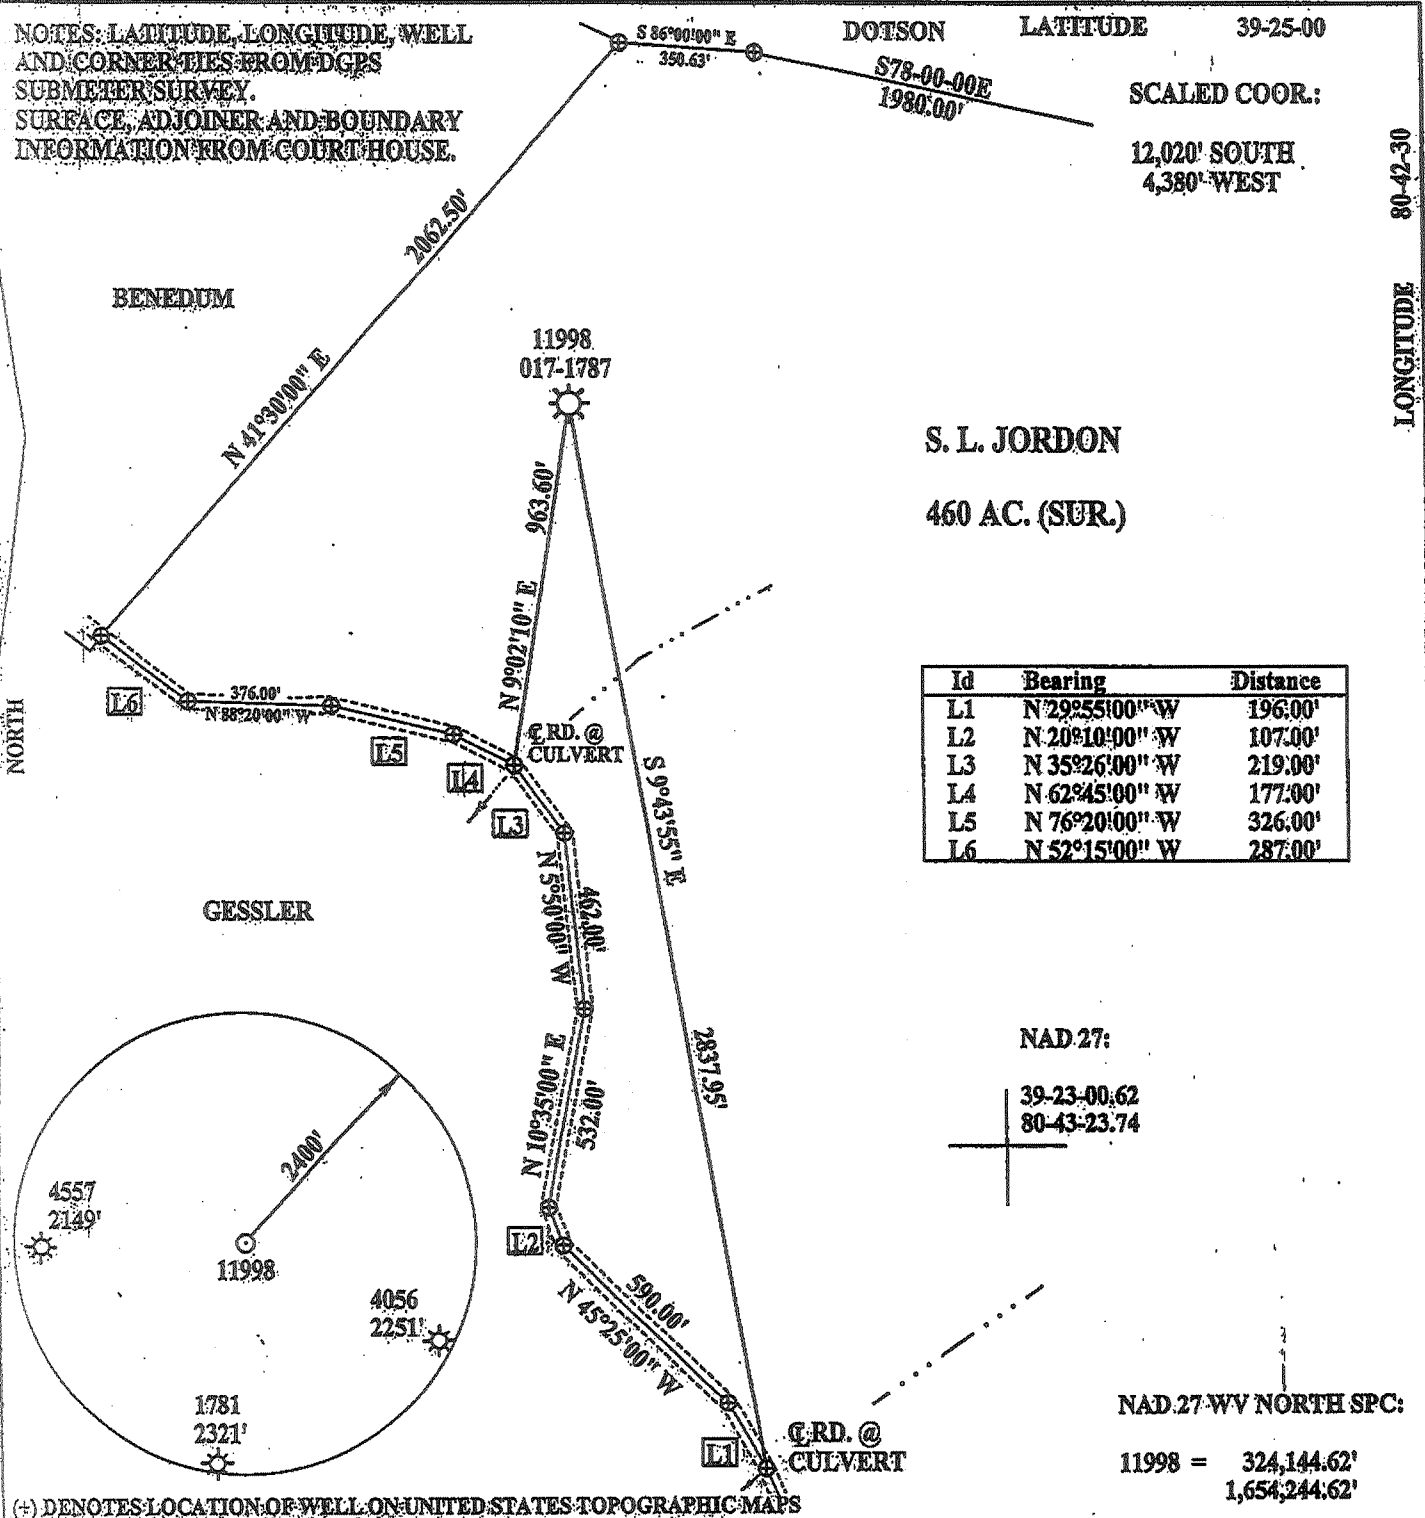 NOTES: LATITUDE, LONGITUDE, WELL
AND CORNER TIES FROM DGPS
SUBMETER SURVEY.
SURFACE, ADJOINER AND BOUNDARY
INFORMATION FROM COURT HOUSE.
S 86°00'00" E
350.63'
DOTSON
S78-00-00E
1980.00'
LATITUDE 39-25-00
SCALED COOR.:
12,020' SOUTH
4,380' WEST
LONGITUDE 80-42-30
2062.50'
N 41°30'00" E
BENEDUM
11998
017-1787
963.60'
N 9°02'10" E
S. L. JORDON
460 AC. (SUR.)
Id Bearing Distance
L1 N 29°55'00" W 196.00'
L2 N 20°10'00" W 107.00'
L3 N 35°26'00" W 219.00'
L4 N 62°45'00" W 177.00'
L5 N 76°20'00" W 326.00'
L6 N 52°15'00" W 287.00'
NORTH
L6
376.00'
N 88°20'00" W
L5
L4
L3
℄ RD. @
CULVERT
S 9°43'55" E
2837.95'
N 5°50'00" W
462.00'
GESSLER
N 10°35'00" E
532.00'
NAD 27:
39-23-00.62
80-43-23.74
2400'
4557
2149'
11998
4056
2251'
1781
2321'
L2
590.00'
N 45°25'00" W
L1
℄ RD. @
CULVERT
NAD 27 WV NORTH SPC:
11998 = 324,144.62'
1,654,244.62'
(+) DENOTES LOCATION OF WELL ON UNITED STATES TOPOGRAPHIC MAPS